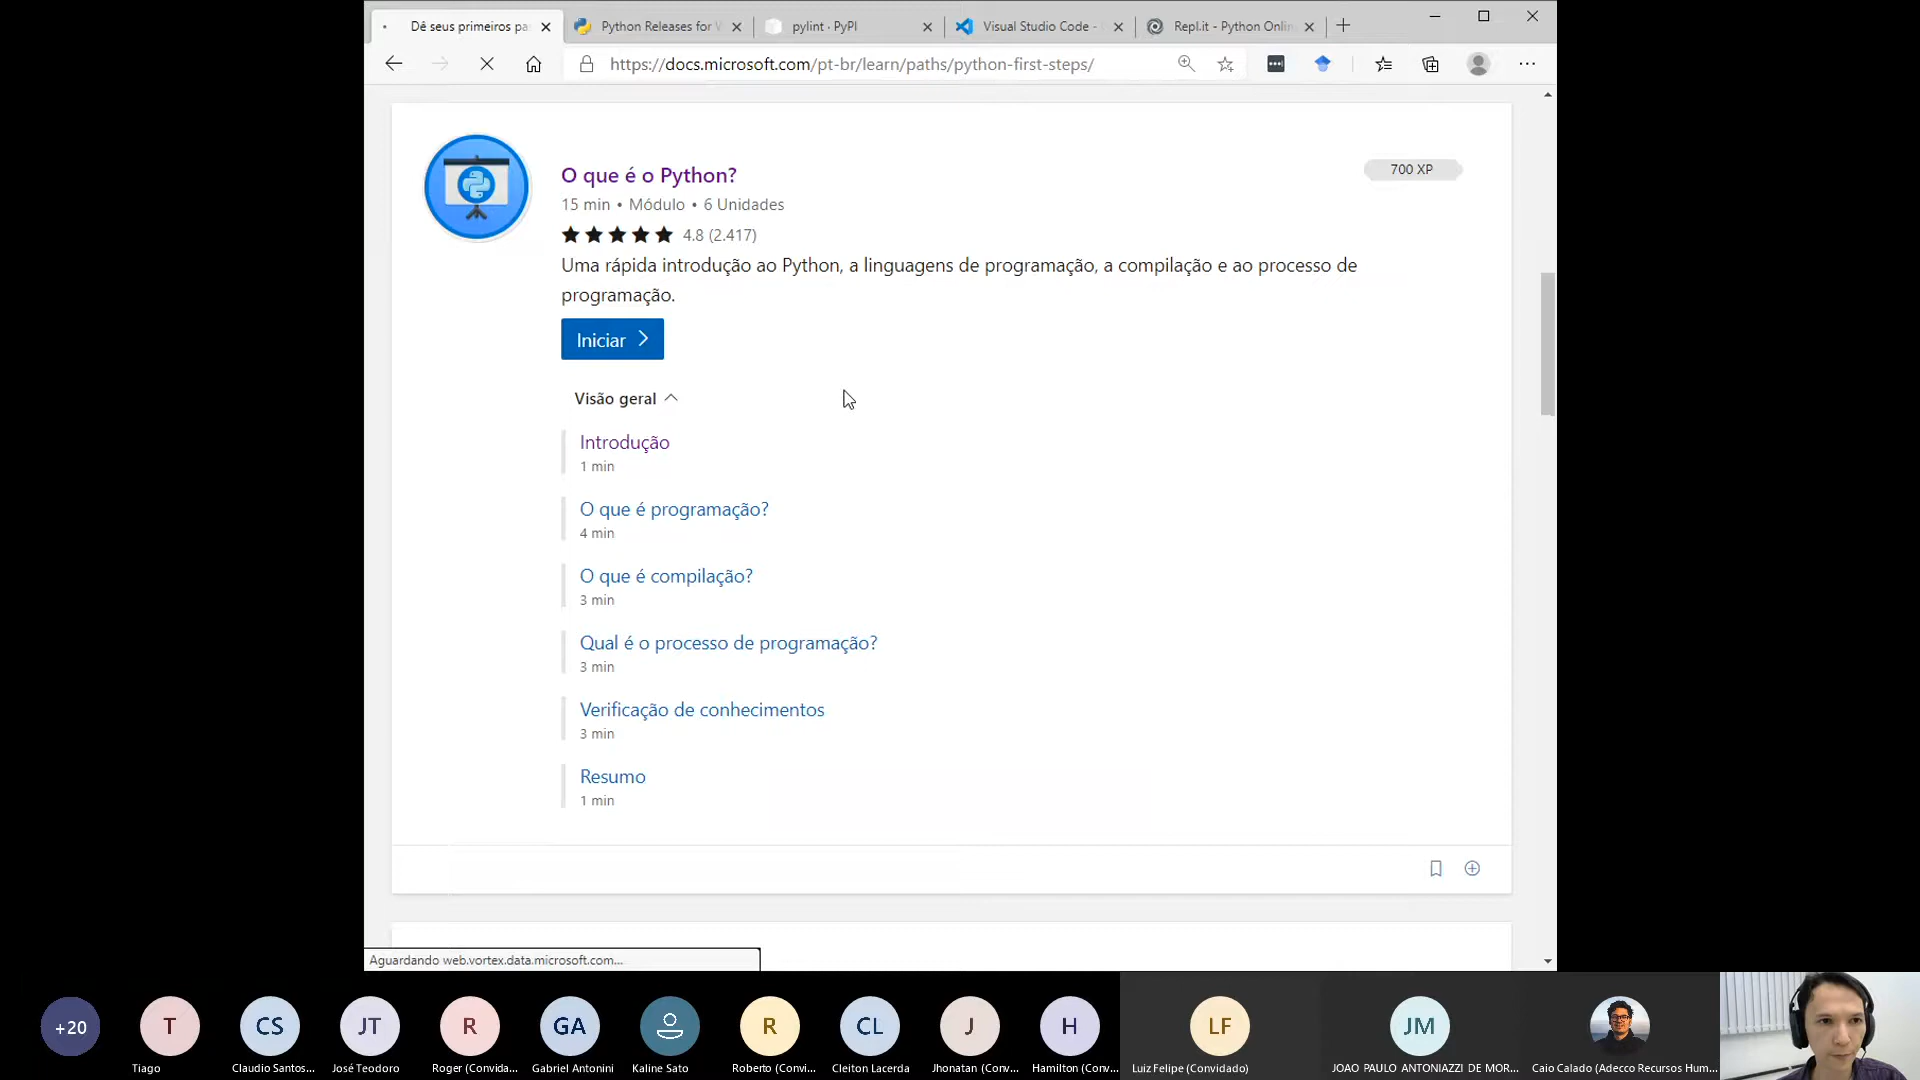 Dê seus primeiros pa
Python Releases for W
pylint · PyPI
Visual Studio Code -
Repl.it - Python Onlin
https://docs.microsoft.com/pt-br/learn/paths/python-first-steps/
O que é o Python?
700 XP
15 min • Módulo • 6 Unidades
4.8 (2.417)
Uma rápida introdução ao Python, a linguagens de programação, a compilação e ao processo de
programação.
Iniciar
Visão geral
Introdução
1 min
O que é programação?
4 min
O que é compilação?
3 min
Qual é o processo de programação?
3 min
Verificação de conhecimentos
3 min
Resumo
1 min
Aguardando web.vortex.data.microsoft.com...
+20
T
CS
JT
R
GA
R
CL
J
H
LF
JM
Tiago
Claudio Santos...
José Teodoro
Roger (Convida...
Gabriel Antonini
Kaline Sato
Roberto (Convi...
Cleiton Lacerda
Jhonatan (Conv...
Hamilton (Conv...
Luiz Felipe (Convidado)
JOAO PAULO ANTONIAZZI DE MOR...
Caio Calado (Adecco Recursos Hum...